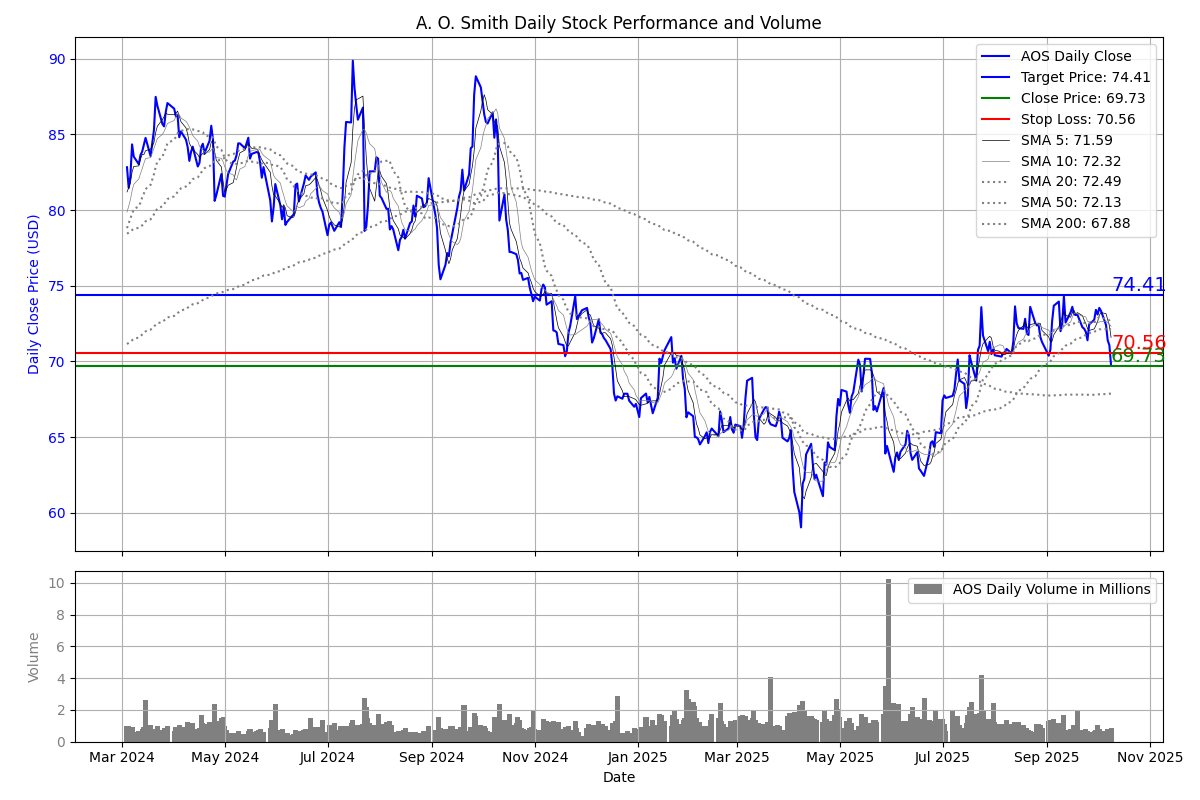 A. O. Smith Daily Stock Performance and Volume
90
85
80
75
70
65
60
Daily Close Price (USD)
AOS Daily Close
Target Price: 74.41
Close Price: 69.73
Stop Loss: 70.56
SMA 5: 71.59
SMA 10: 72.32
SMA 20: 72.49
SMA 50: 72.13
SMA 200: 67.88
74.41
70.56
69.73
10
8
6
4
2
0
Volume
AOS Daily Volume in Millions
Mar 2024 May 2024 Jul 2024 Sep 2024 Nov 2024 Jan 2025 Mar 2025 May 2025 Jul 2025 Sep 2025 Nov 2025
Date